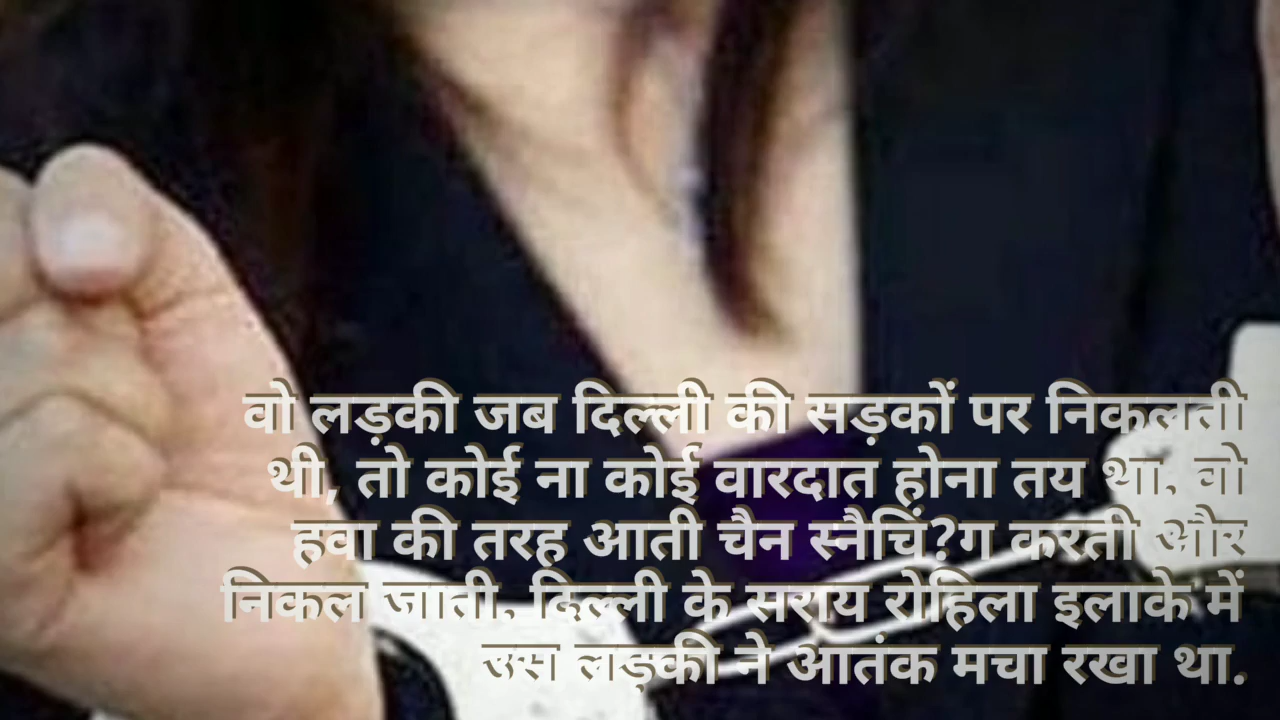 वो लड़की जब दिल्ली की सड़कों पर निकलती
थी, तो कोई ना कोई वारदात होना तय था, वो
हवा की तरह आती चैन स्नैचिं?ग करती और
निकल जाती, दिल्ली के सराय रोहिला इलाके में
उस लड़की ने आतंक मचा रखा था.